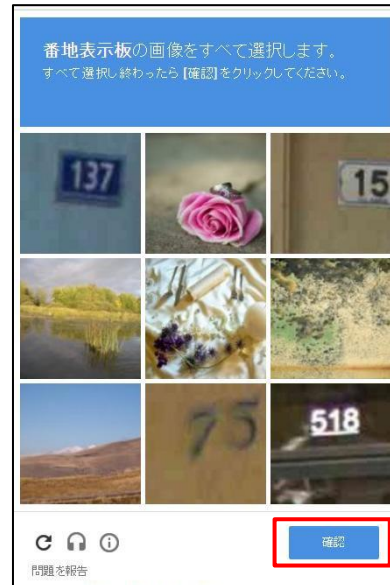 番地表示板の画像をすべて選択します。
すべて選択し終わったら [確認] をクリックしてください。
137
15
75
518
確認
問題を報告